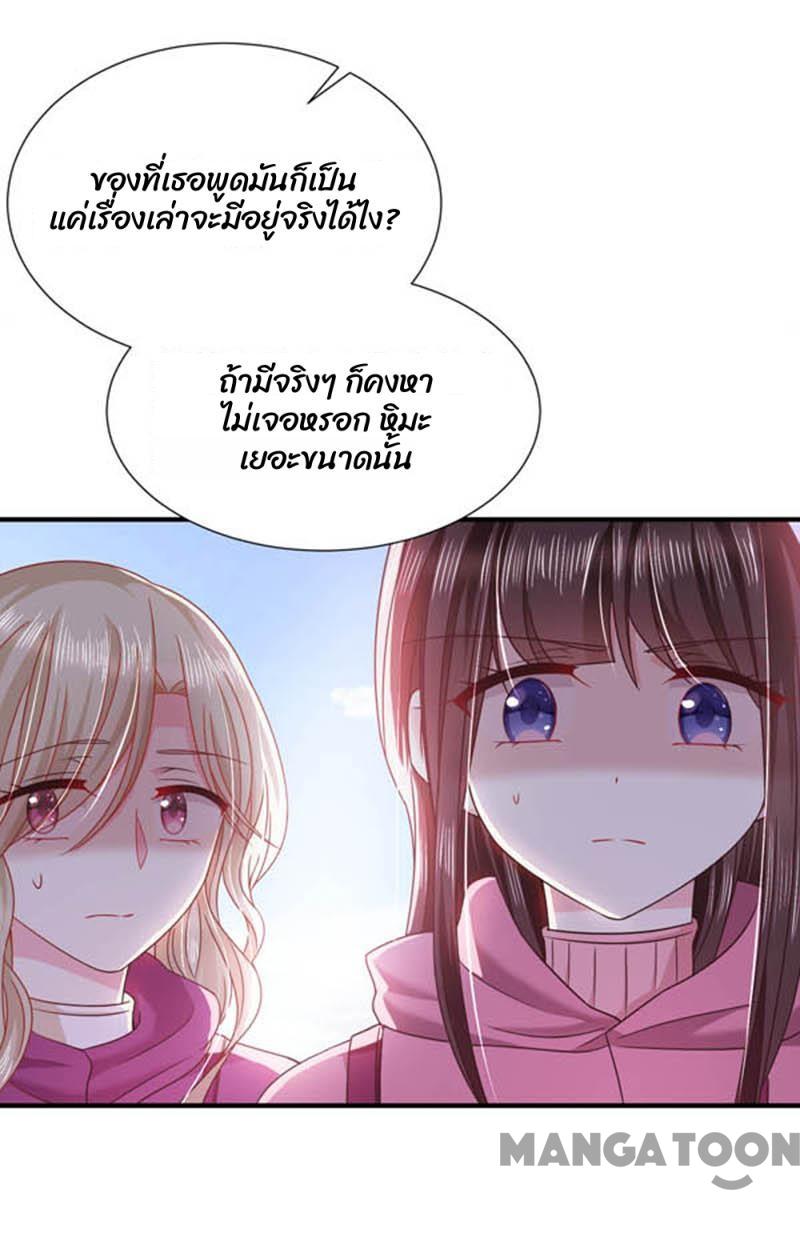 ของที่เธอพูดมันก็เป็น
แค่เรื่องเล่าจะมีอยู่จริงได้ไง?
ถ้ามีจริงๆ ก็คงหา
ไม่เจอหรอก หิมะ
เยอะขนาดนั้น
MANGATOON